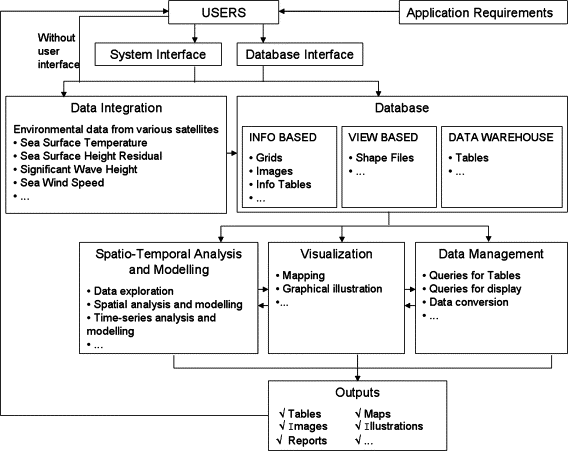 USERS
Application Requirements
Without
user
interface
System Interface
Database Interface
Data Integration
Environmental data from various satellites
• Sea Surface Temperature
• Sea Surface Height Residual
• Significant Wave Height
• Sea Wind Speed
• ...
Database
INFO BASED
• Grids
• Images
• Info Tables
• ...
VIEW BASED
• Shape Files
• ...
DATA WAREHOUSE
• Tables
• ...
Spatio-Temporal Analysis
and Modelling
• Data exploration
• Spatial analysis and modelling
• Time-series analysis and
modelling
• ...
Visualization
• Mapping
• Graphical illustration
•...
Data Management
• Queries for Tables
• Queries for display
• Data conversion
• ...
Outputs
√ Tables
√ Images
√ Reports
√ Maps
√ Illustrations
√ ...